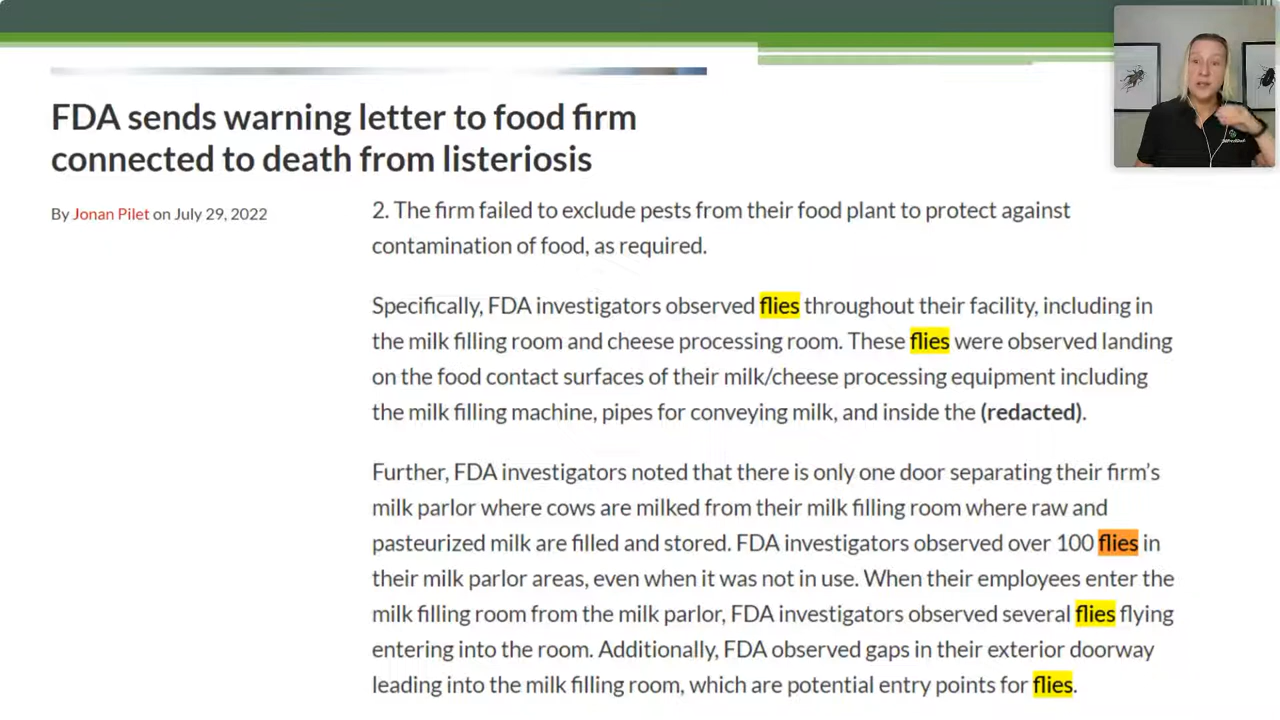 FDA sends warning letter to food firm
connected to death from listeriosis
By Jonan Pilet on July 29, 2022
2. The firm failed to exclude pests from their food plant to protect against
contamination of food, as required.
Specifically, FDA investigators observed flies throughout their facility, including in
the milk filling room and cheese processing room. These flies were observed landing
on the food contact surfaces of their milk/cheese processing equipment including
the milk filling machine, pipes for conveying milk, and inside the (redacted).
Further, FDA investigators noted that there is only one door separating their firm's
milk parlor where cows are milked from their milk filling room where raw and
pasteurized milk are filled and stored. FDA investigators observed over 100 flies in
their milk parlor areas, even when it was not in use. When their employees enter the
milk filling room from the milk parlor, FDA investigators observed several flies flying
entering into the room. Additionally, FDA observed gaps in their exterior doorway
leading into the milk filling room, which are potential entry points for flies.